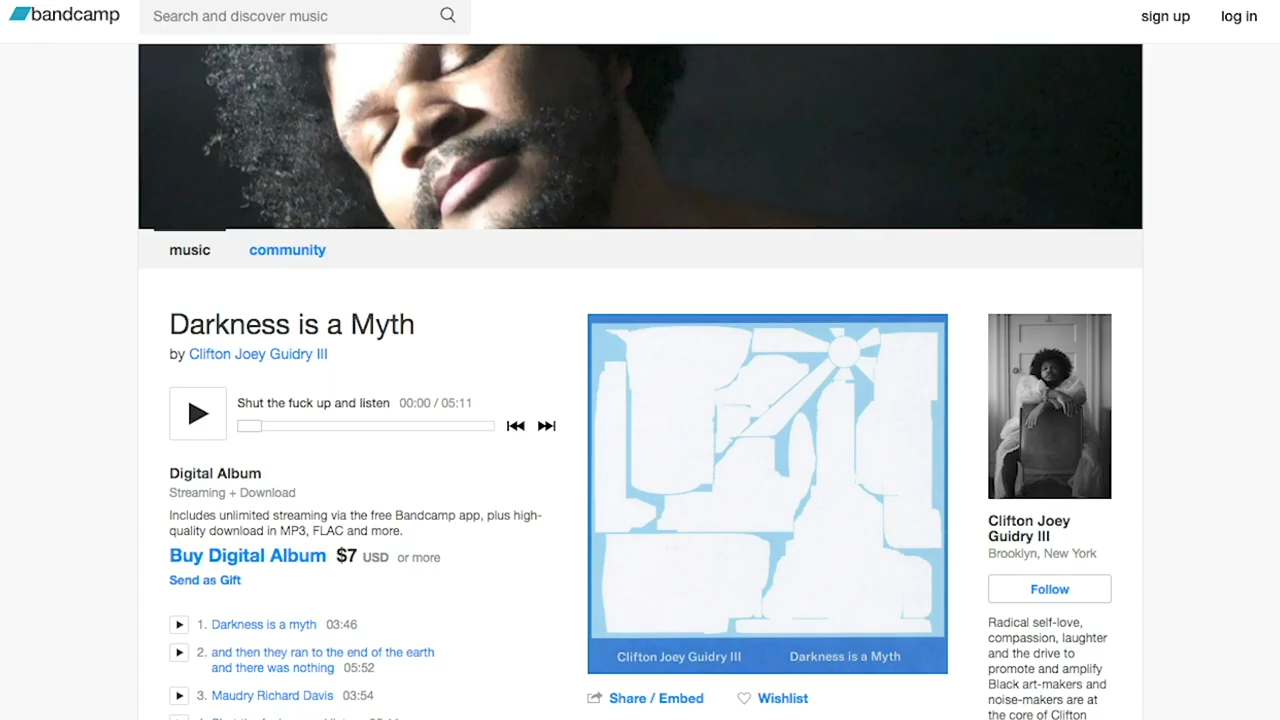 bandcamp
Search and discover music
sign up
log in
music
community
Darkness is a Myth
by Clifton Joey Guidry III
Shut the fuck up and listen 00:00 / 05:11
Digital Album
Streaming + Download
Includes unlimited streaming via the free Bandcamp app, plus high-
quality download in MP3, FLAC and more.
Buy Digital Album $7 USD or more
Send as Gift
1. Darkness is a myth 03:46
2. and then they ran to the end of the earth
and there was nothing 05:52
3. Maudry Richard Davis 03:54
Clifton Joey Guidry III Darkness is a Myth
Share / Embed
Wishlist
Clifton Joey
Guidry III
Brooklyn, New York
Follow
Radical self-love,
compassion, laughter
and the drive to
promote and amplify
Black art-makers and
noise-makers are at
the core of Clifton